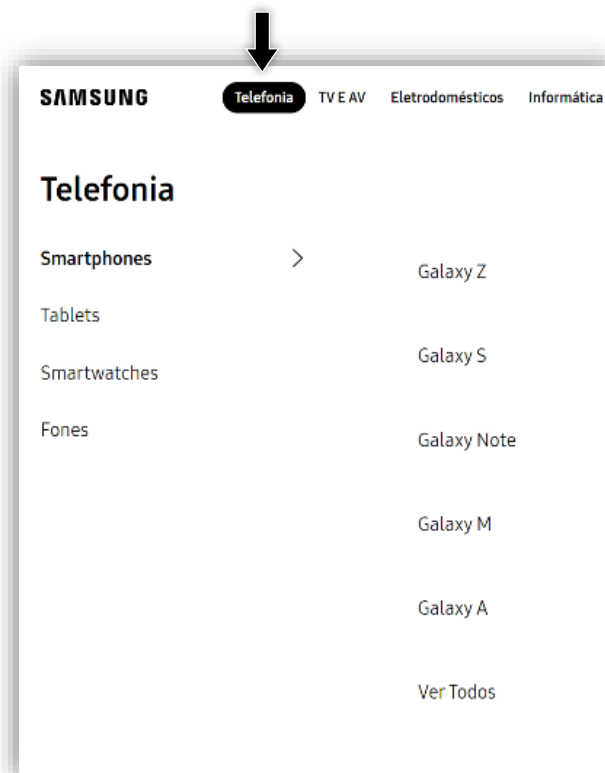 SAMSUNG Telefonia TV E AV Eletrodomésticos Informática
Telefonia
Smartphones
Tablets
Smartwatches
Fones
Galaxy Z
Galaxy S
Galaxy Note
Galaxy M
Galaxy A
Ver Todos